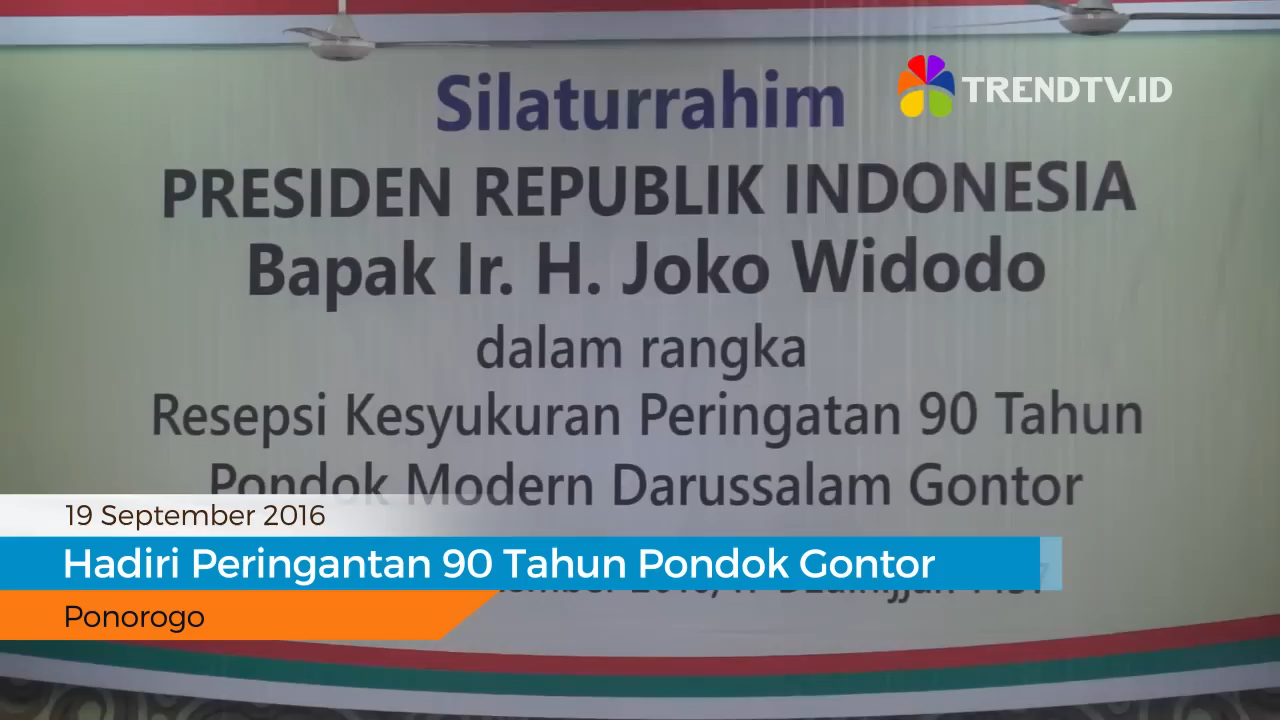 TRENDTV.ID
Silaturrahim
PRESIDEN REPUBLIK INDONESIA
Bapak Ir. H. Joko Widodo
dalam rangka
Resepsi Kesyukuran Peringatan 90 Tahun
Pondok Modern Darussalam Gontor
19 September 2016
Hadiri Peringantan 90 Tahun Pondok Gontor
Ponorogo